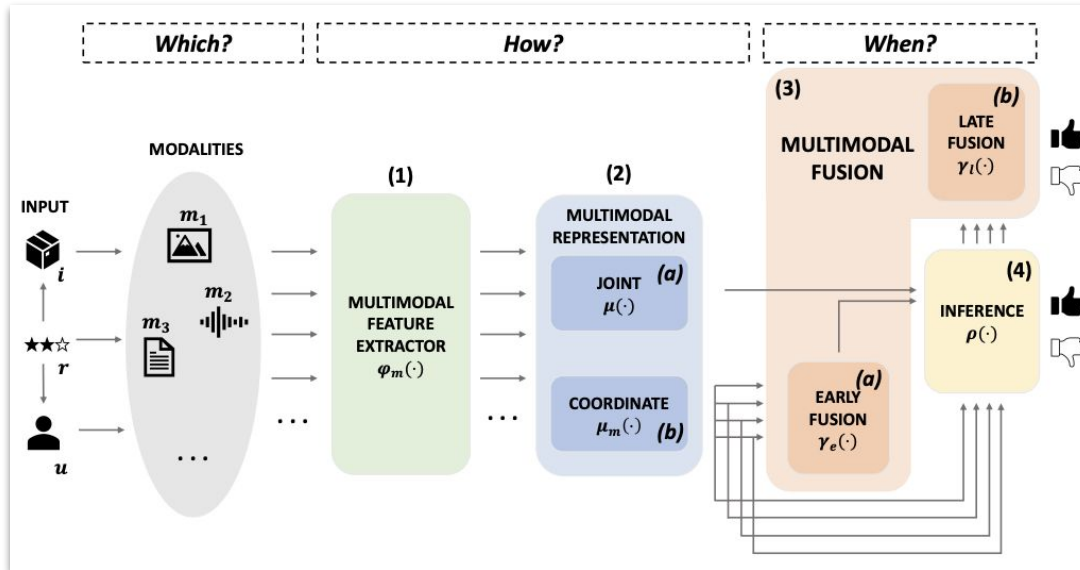 Which?
How?
When?
INPUT
i
r
u
MODALITIES
m₁
m₂
m₃
...
...
(1)
MULTIMODAL
FEATURE
EXTRACTOR
φₘ(·)
...
(2)
MULTIMODAL
REPRESENTATION
(a)
JOINT
μ(·)
COORDINATE
μₘ(·)
(b)
(3)
MULTIMODAL
FUSION
(a)
EARLY
FUSION
γₑ(·)
(b)
LATE
FUSION
γₗ(·)
(4)
INFERENCE
ρ(·)